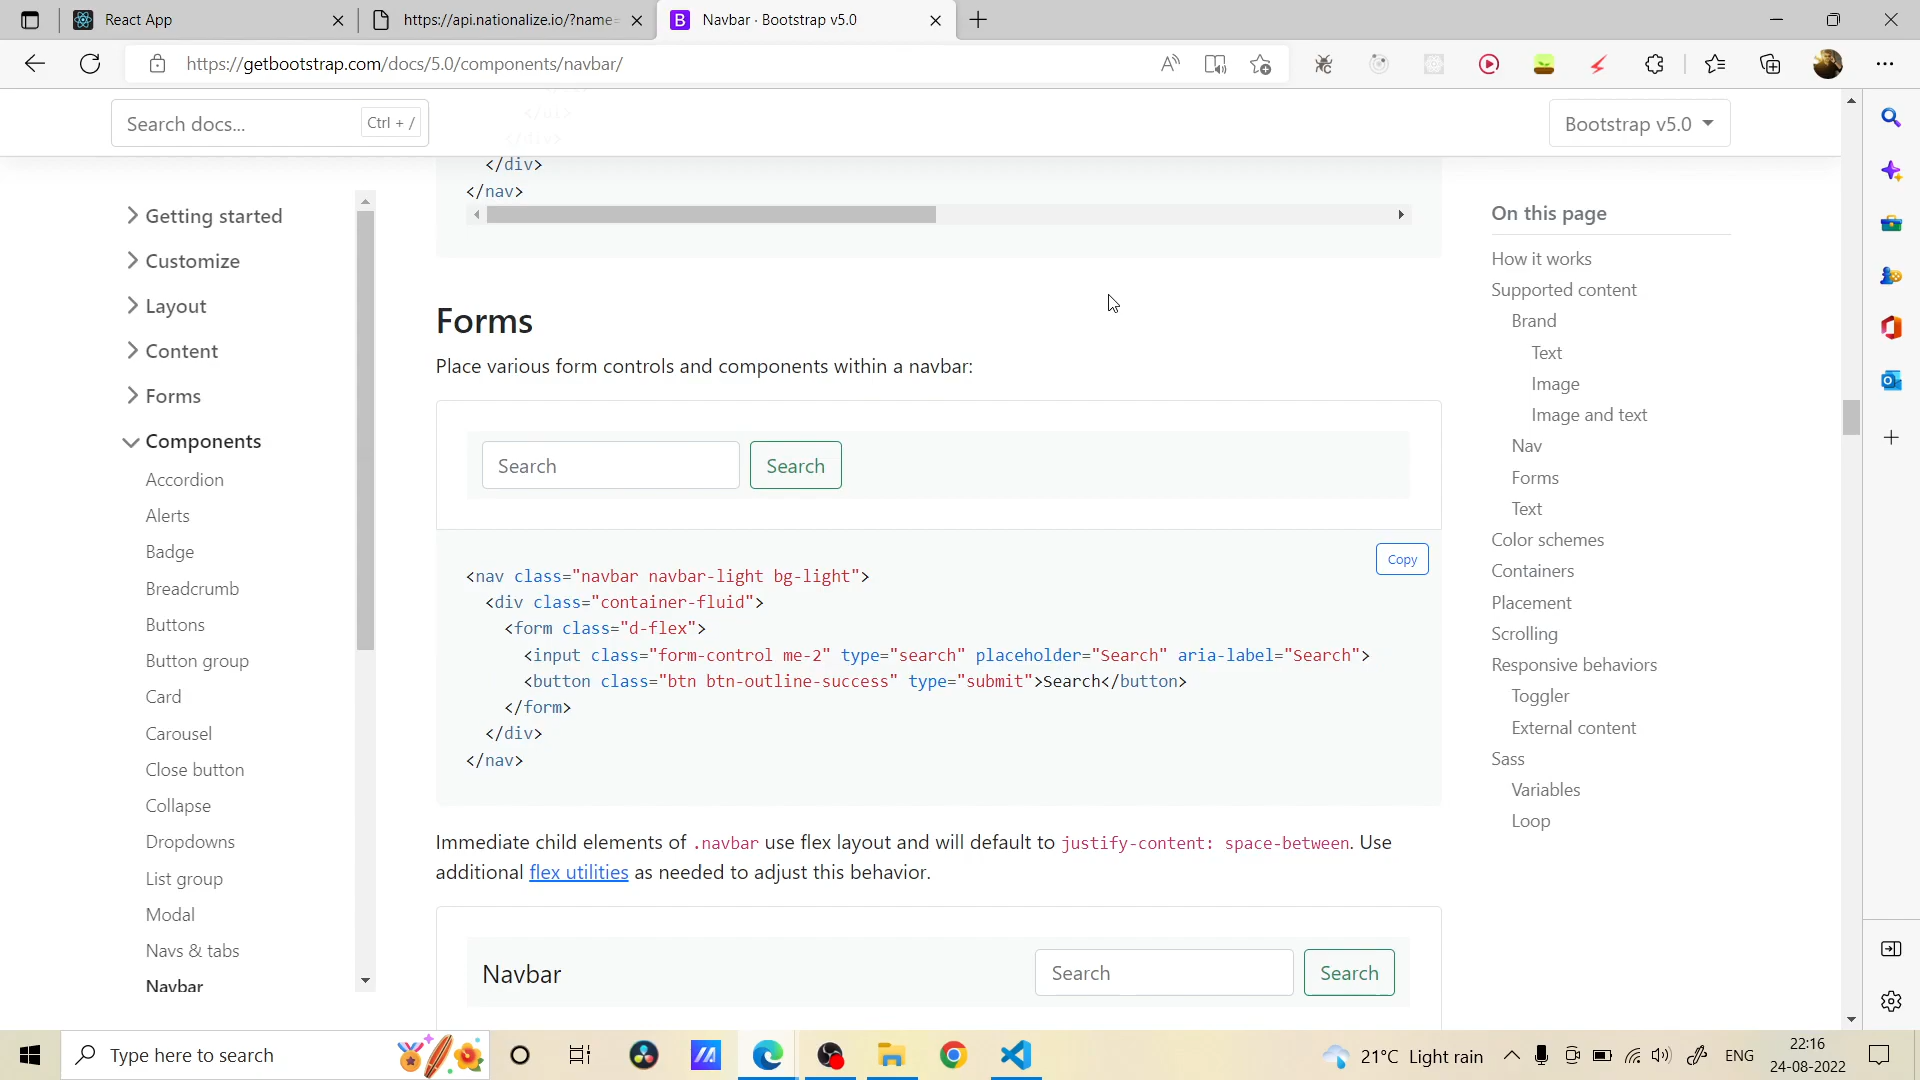 React App
https://api.nationalize.io/?name=
Navbar · Bootstrap v5.0
https://getbootstrap.com/docs/5.0/components/navbar/
Search docs...
Ctrl + /
Bootstrap v5.0
</ul>
</div>
</div>
</nav>
Getting started
Customize
Layout
Content
Forms
Components
Accordion
Alerts
Badge
Breadcrumb
Buttons
Button group
Card
Carousel
Close button
Collapse
Dropdowns
List group
Modal
Navs & tabs
Navbar
Forms
Place various form controls and components within a navbar:
Search
Search
Copy
<nav class="navbar navbar-light bg-light">
<div class="container-fluid">
<form class="d-flex">
<input class="form-control me-2" type="search" placeholder="Search" aria-label="Search">
<button class="btn btn-outline-success" type="submit">Search</button>
</form>
</div>
</nav>
Immediate child elements of .navbar use flex layout and will default to justify-content: space-between. Use
additional flex utilities as needed to adjust this behavior.
Navbar
Search
Search
On this page
How it works
Supported content
Brand
Text
Image
Image and text
Nav
Forms
Text
Color schemes
Containers
Placement
Scrolling
Responsive behaviors
Toggler
External content
Sass
Variables
Loop
Type here to search
21°C Light rain
ENG
22:16
24-08-2022